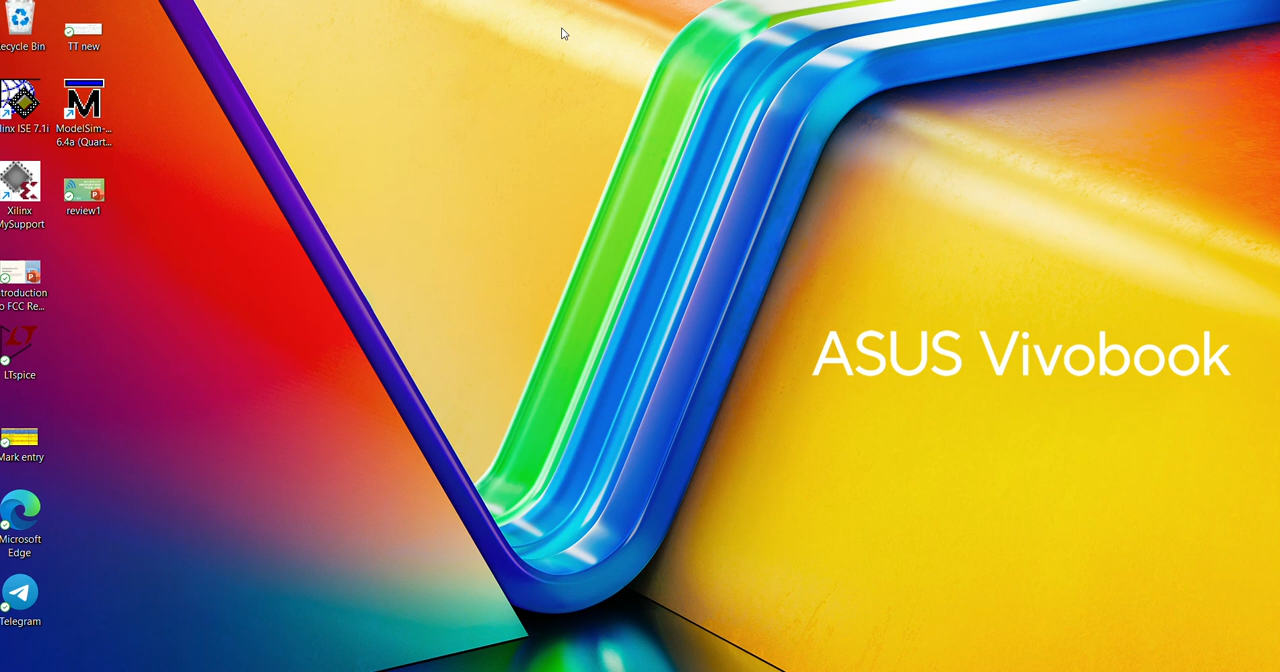 ecycle Bin
TT new
linx ISE 7.1i
ModelSim-...
6.4a (Quart...
Xilinx
MySupport
review1
troduction
o FCC Re...
LTspice
Mark entry
Microsoft
Edge
Telegram
ASUS Vivobook